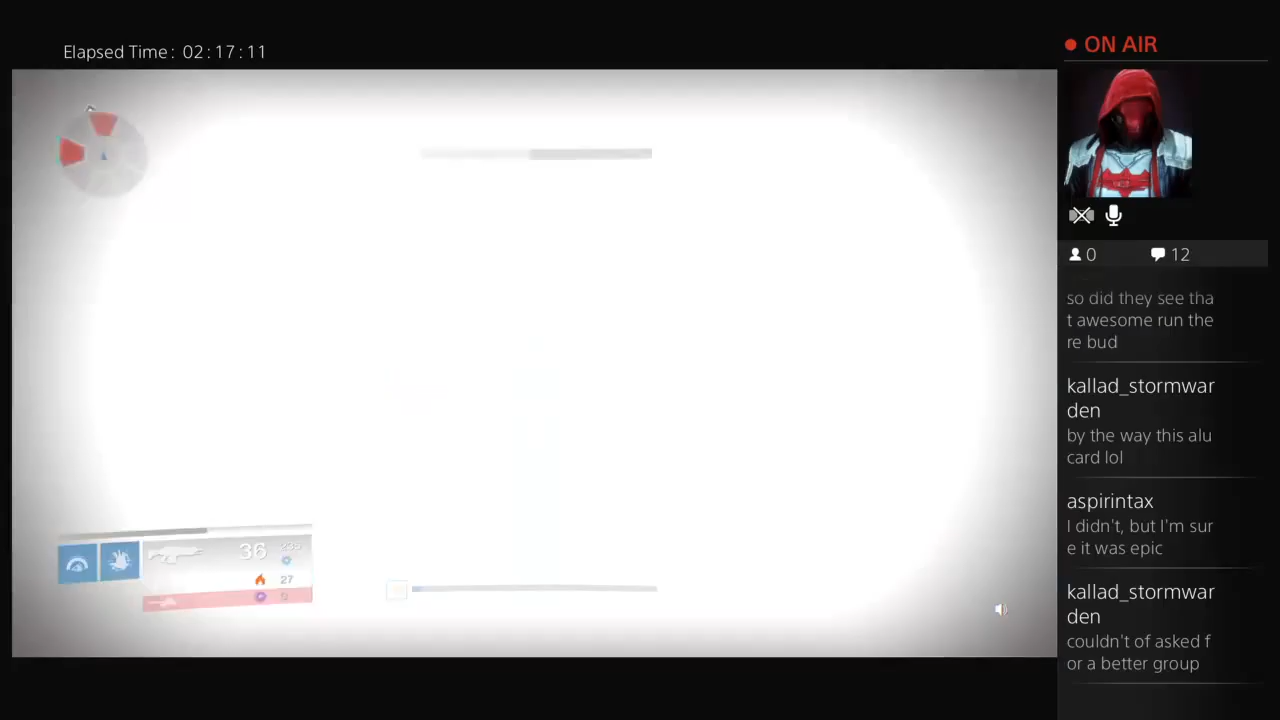 Elapsed Time: 02:17:11
ON AIR
0 12
so did they see tha
t awesome run the
re bud
kallad_stormwar
den
by the way this alu
card lol
aspirintax
I didn't, but I'm sur
e it was epic
kallad_stormwar
den
couldn't of asked f
or a better group
36
27